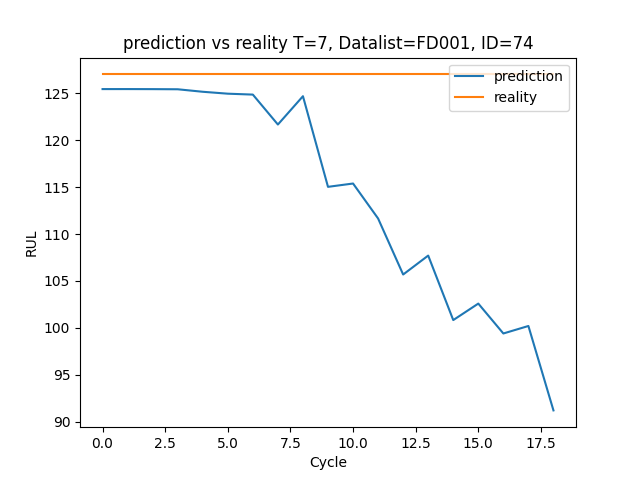 prediction vs reality T=7, Datalist=FD001, ID=74
prediction
reality
RUL
125
120
115
110
105
100
95
90
0.0 2.5 5.0 7.5 10.0 12.5 15.0 17.5
Cycle